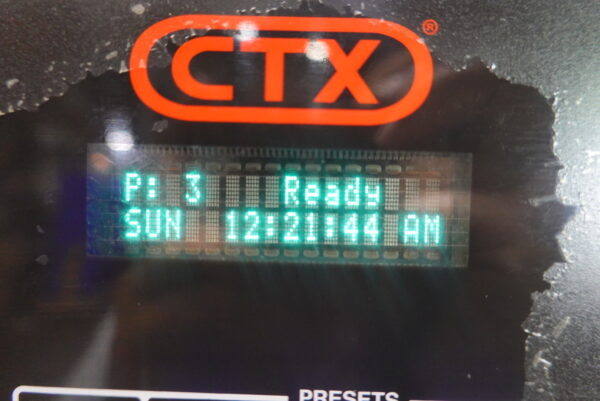 CTX®
P: 3 Ready
SUN 12:21:44 AM
PRESETS